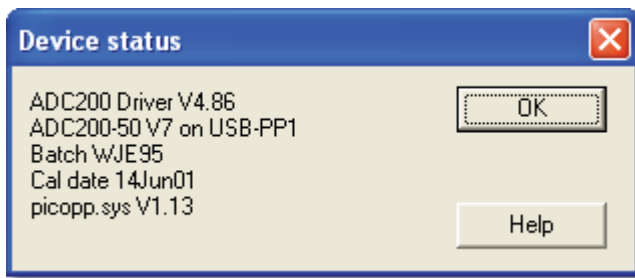 Device status
ADC200 Driver V4.86
ADC200-50 V7 on USB-PP1
Batch WJE95
Cal date 14Jun01
picopp.sys V1.13
OK
Help